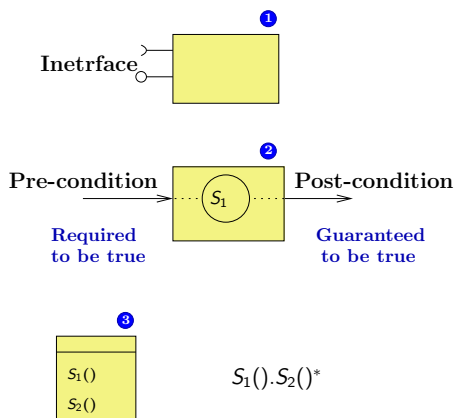 1
Inetrface
2
Pre-condition
S₁
Post-condition
Required
to be true
Guaranteed
to be true
3
S₁()
S₂()
S₁().S₂()*